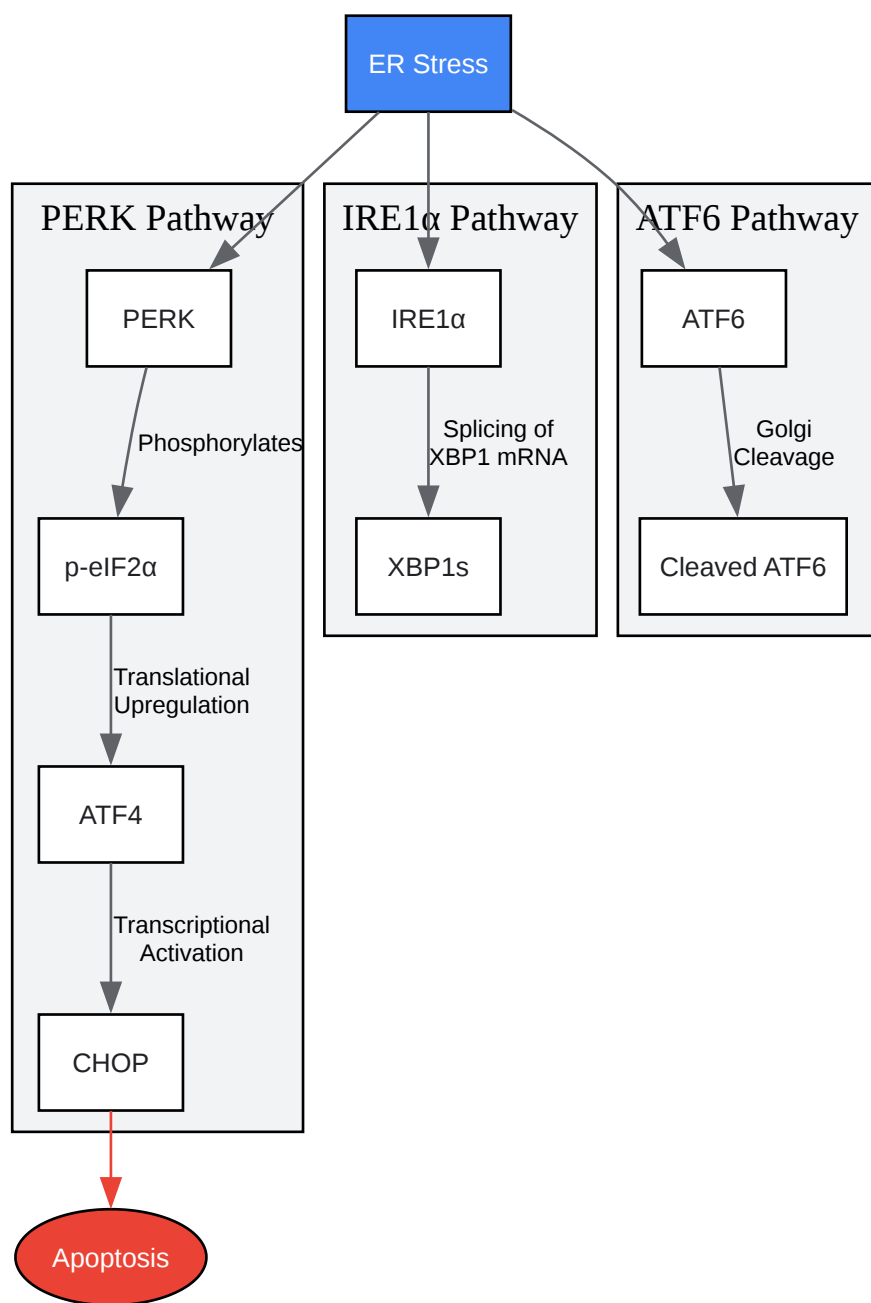 ER Stress
PERK Pathway
IRE1α Pathway
ATF6 Pathway
PERK
IRE1α
ATF6
Phosphorylates
Splicing of
XBP1 mRNA
Golgi
Cleavage
p-eIF2α
XBP1s
Cleaved ATF6
Translational
Upregulation
ATF4
Transcriptional
Activation
CHOP
Apoptosis